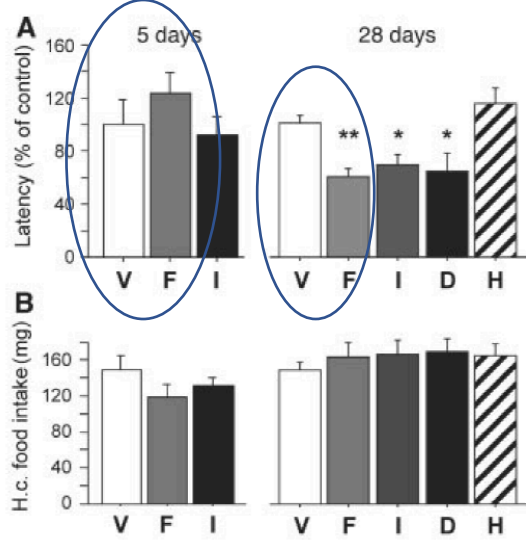 A
5 days
28 days
Latency (% of control)
160
120
80
40
0
** * *
V F I
V F I D H
B
H.c. food intake (mg)
160
120
80
40
0
V F I
V F I D H